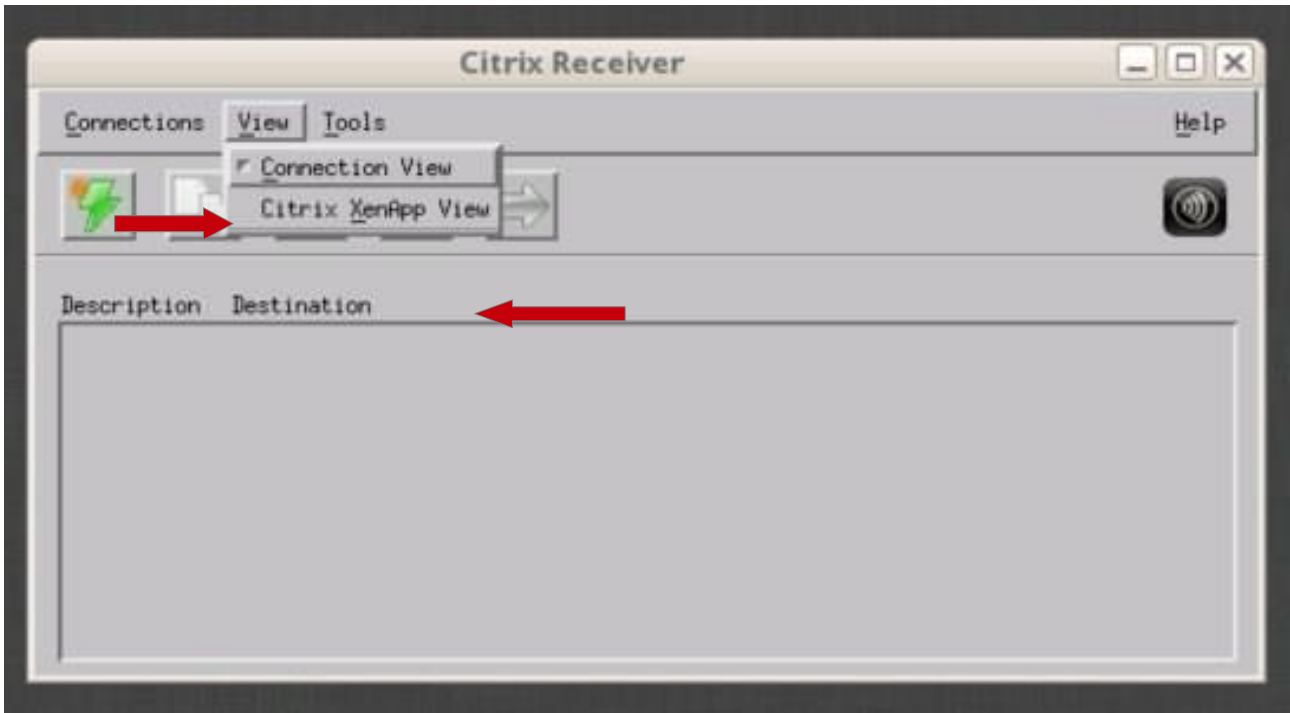 Citrix Receiver
Connections View Tools Help
Connection View
Citrix XenApp View
Description Destination